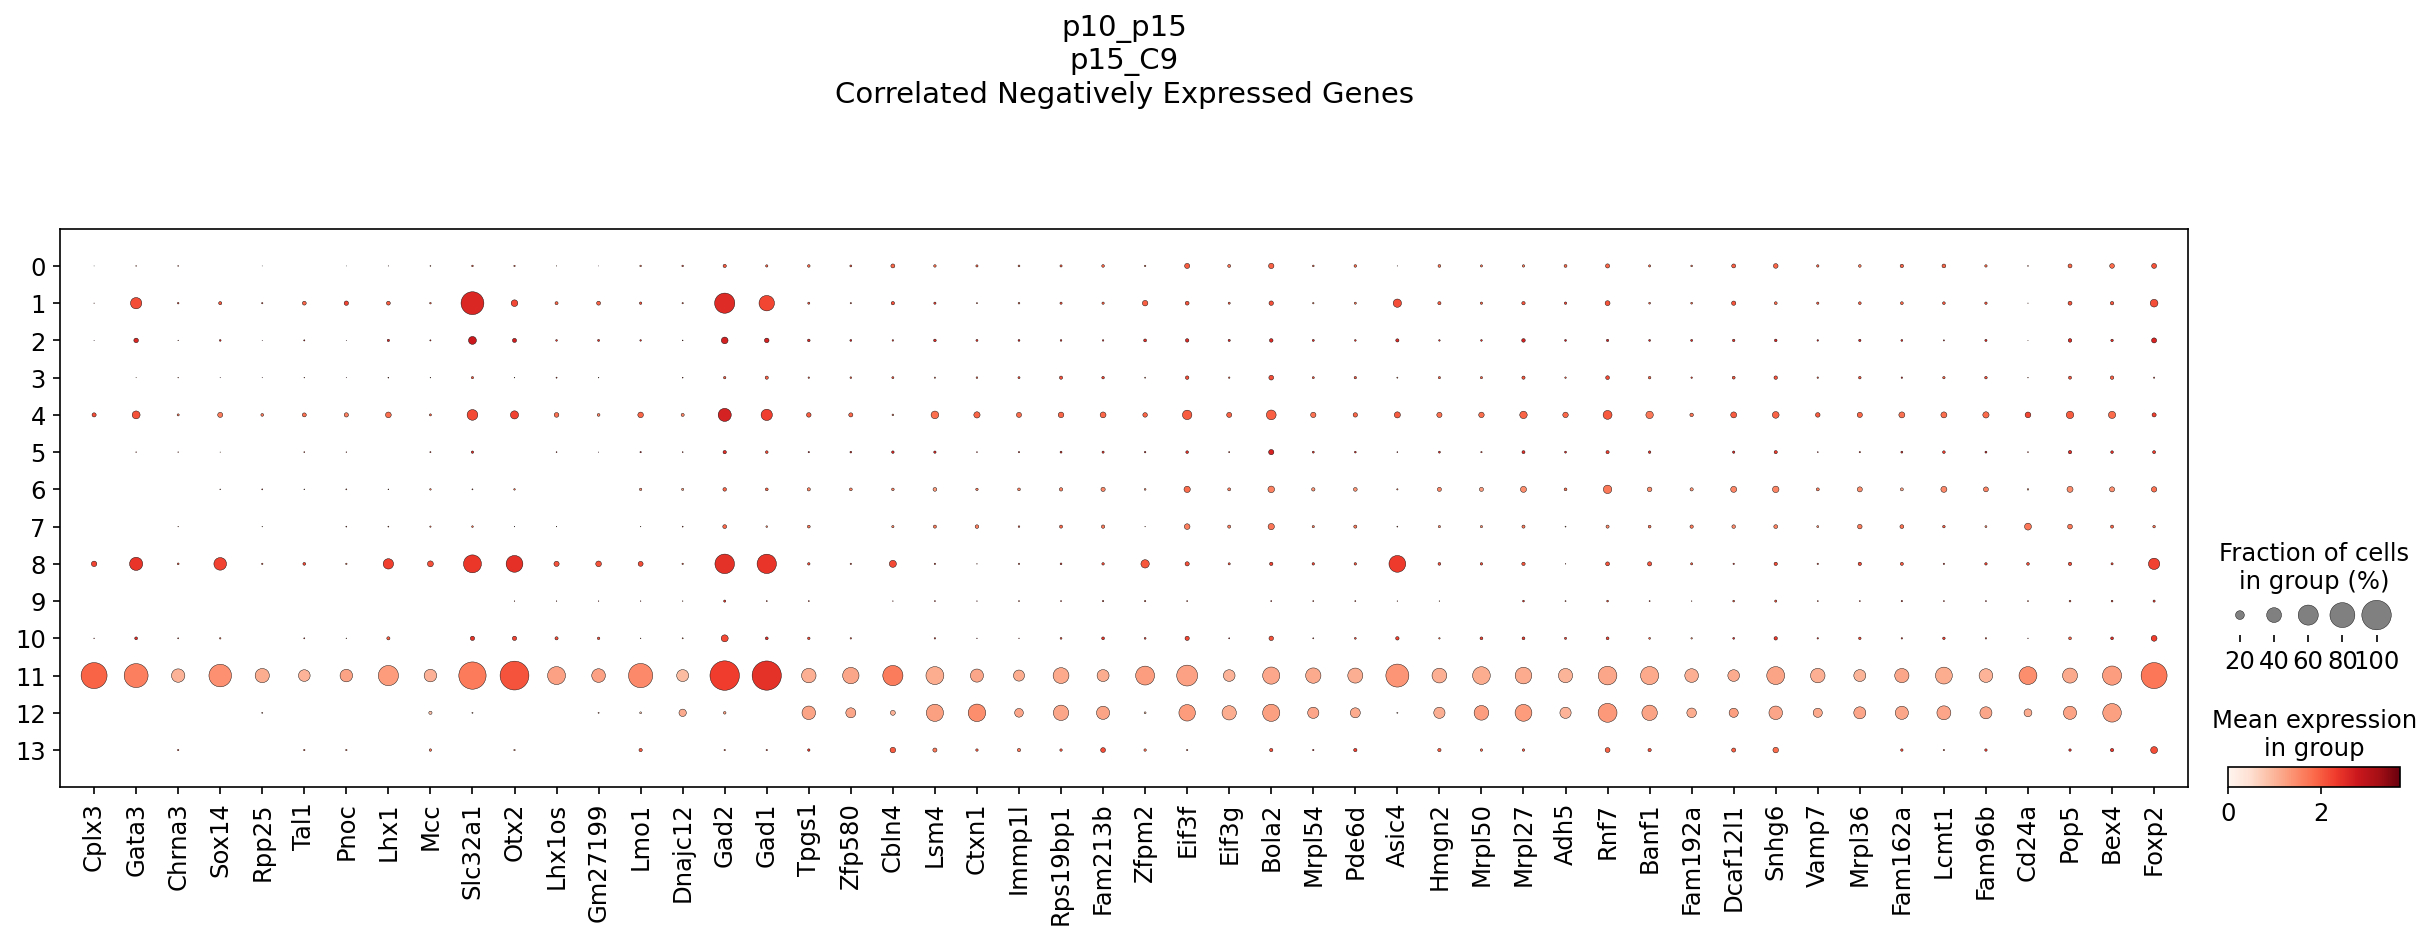 p10_p15
p15_C9
Correlated Negatively Expressed Genes
0
1
2
3
4
5
6
7
8
9
10
11
12
13
Cplx3
Gata3
Chrna3
Sox14
Rpp25
Tal1
Pnoc
Lhx1
Mcc
Slc32a1
Otx2
Lhx1os
Gm27199
Lmo1
Dnajc12
Gad2
Gad1
Tpgs1
Zfp580
Cbln4
Lsm4
Ctxn1
Immp1l
Rps19bp1
Fam213b
Zfpm2
Eif3f
Eif3g
Bola2
Mrpl54
Pde6d
Asic4
Hmgn2
Mrpl50
Mrpl27
Adh5
Rnf7
Banf1
Fam192a
Dcaf12l1
Snhg6
Vamp7
Mrpl36
Fam162a
Lcmt1
Fam96b
Cd24a
Pop5
Bex4
Foxp2
Fraction of cells
in group (%)
20 40 60 80 100
Mean expression
in group
0 2